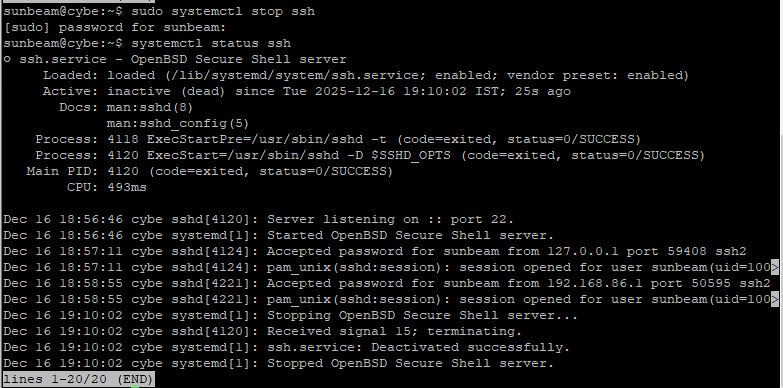 sunbeam@cybe:~$ sudo systemctl stop ssh
[sudo] password for sunbeam:
sunbeam@cybe:~$ systemctl status ssh
○ ssh.service - OpenBSD Secure Shell server
     Loaded: loaded (/lib/systemd/system/ssh.service; enabled; vendor preset: enabled)
     Active: inactive (dead) since Tue 2025-12-16 19:10:02 IST; 25s ago
       Docs: man:sshd(8)
             man:sshd_config(5)
    Process: 4118 ExecStartPre=/usr/sbin/sshd -t (code=exited, status=0/SUCCESS)
    Process: 4120 ExecStart=/usr/sbin/sshd -D $SSHD_OPTS (code=exited, status=0/SUCCESS)
   Main PID: 4120 (code=exited, status=0/SUCCESS)
        CPU: 493ms

Dec 16 18:56:46 cybe sshd[4120]: Server listening on :: port 22.
Dec 16 18:56:46 cybe systemd[1]: Started OpenBSD Secure Shell server.
Dec 16 18:57:11 cybe sshd[4124]: Accepted password for sunbeam from 127.0.0.1 port 59408 ssh2
Dec 16 18:57:11 cybe sshd[4124]: pam_unix(sshd:session): session opened for user sunbeam(uid=100>
Dec 16 18:58:55 cybe sshd[4221]: Accepted password for sunbeam from 192.168.86.1 port 50595 ssh2
Dec 16 18:58:55 cybe sshd[4221]: pam_unix(sshd:session): session opened for user sunbeam(uid=100>
Dec 16 19:10:02 cybe systemd[1]: Stopping OpenBSD Secure Shell server...
Dec 16 19:10:02 cybe sshd[4120]: Received signal 15; terminating.
Dec 16 19:10:02 cybe systemd[1]: ssh.service: Deactivated successfully.
Dec 16 19:10:02 cybe systemd[1]: Stopped OpenBSD Secure Shell server.
lines 1-20/20 (END)